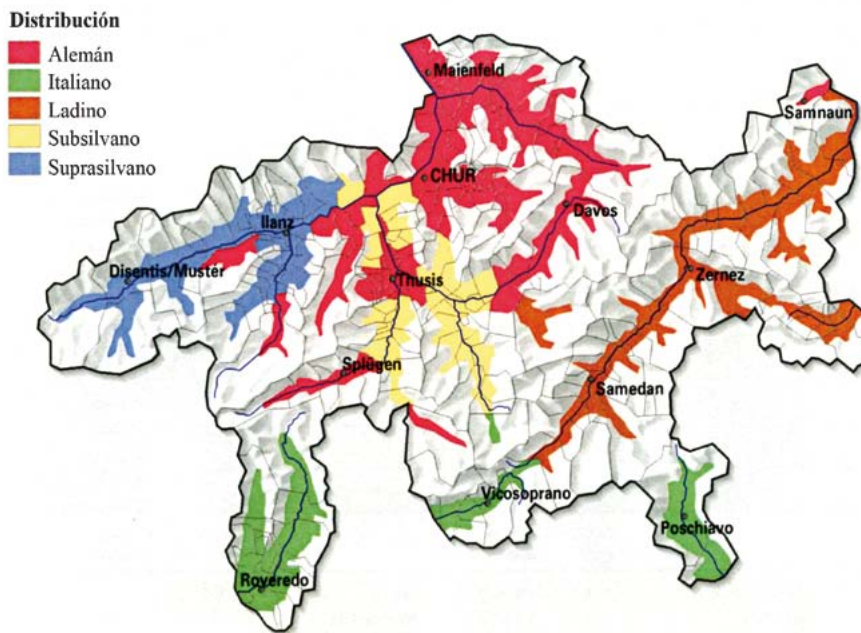 Distribución
Alemán
Italiano
Ladino
Subsilvano
Suprasilvano
Maienfeld
Samnaun
CHUR
Davos
Ilanz
Disentis/Muster
Thusis
Zernez
Splügen
Samedan
Vicosoprano
Poschiavo
Roveredo